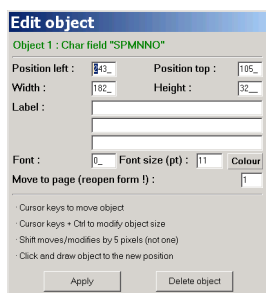 Edit object
Object 1 : Char field "SPMNNO"
Position left : 243_ Position top : 105_
Width : 182_ Height : 32__
Label :
Font : 0_ Font size (pt) : 11 Colour
Move to page (reopen form !) : 1
· Cursor keys to move object
· Cursor keys + Ctrl to modify object size
· Shift moves/modifies by 5 pixels (not one)
· Click and draw object to the new position
Apply Delete object